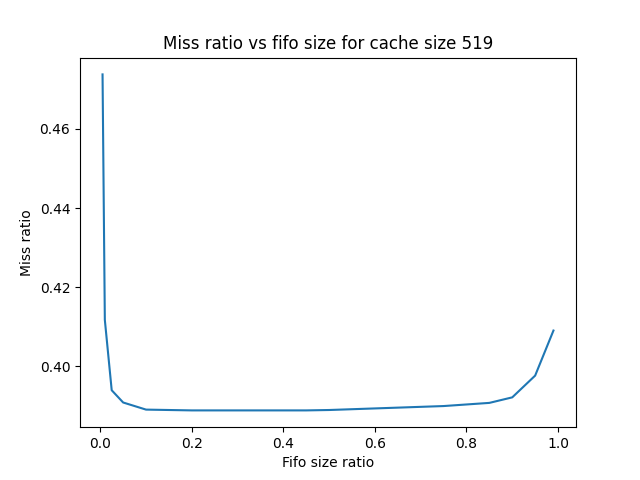 Miss ratio vs fifo size for cache size 519
0.46
0.44
0.42
0.40
Miss ratio
0.0 0.2 0.4 0.6 0.8 1.0
Fifo size ratio